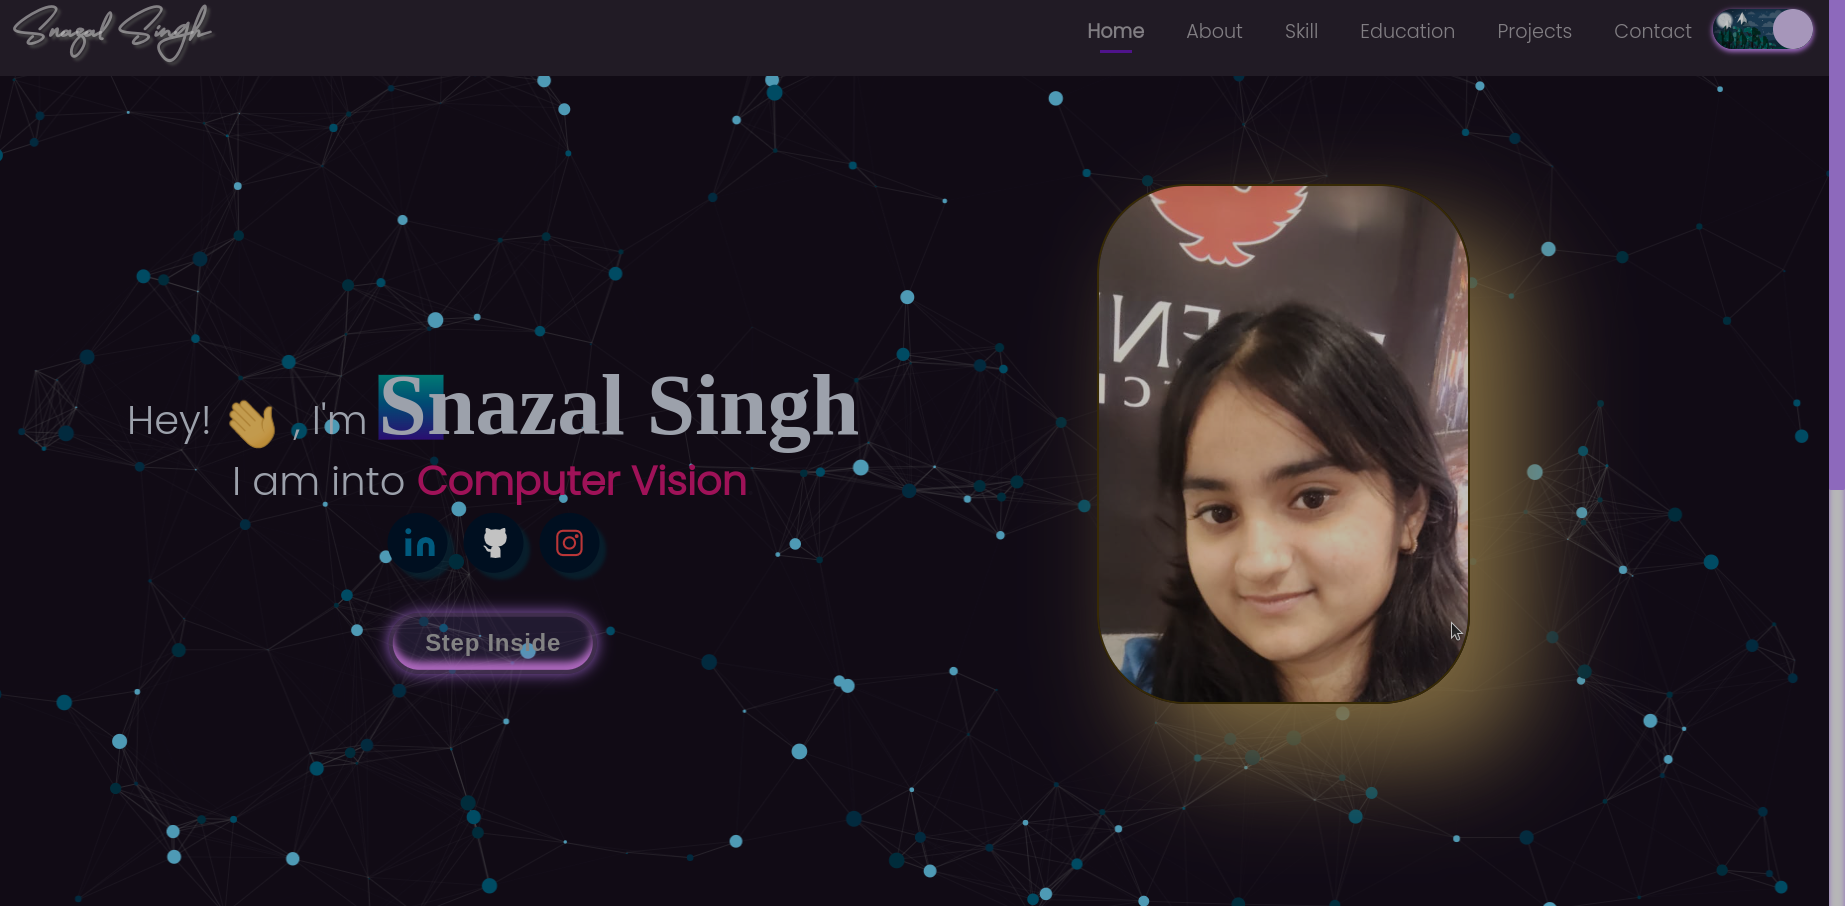 Snazal Singh
Home About Skill Education Projects Contact
Hey! 👋 , I'm Snazal Singh
I am into Computer Vision
Step Inside